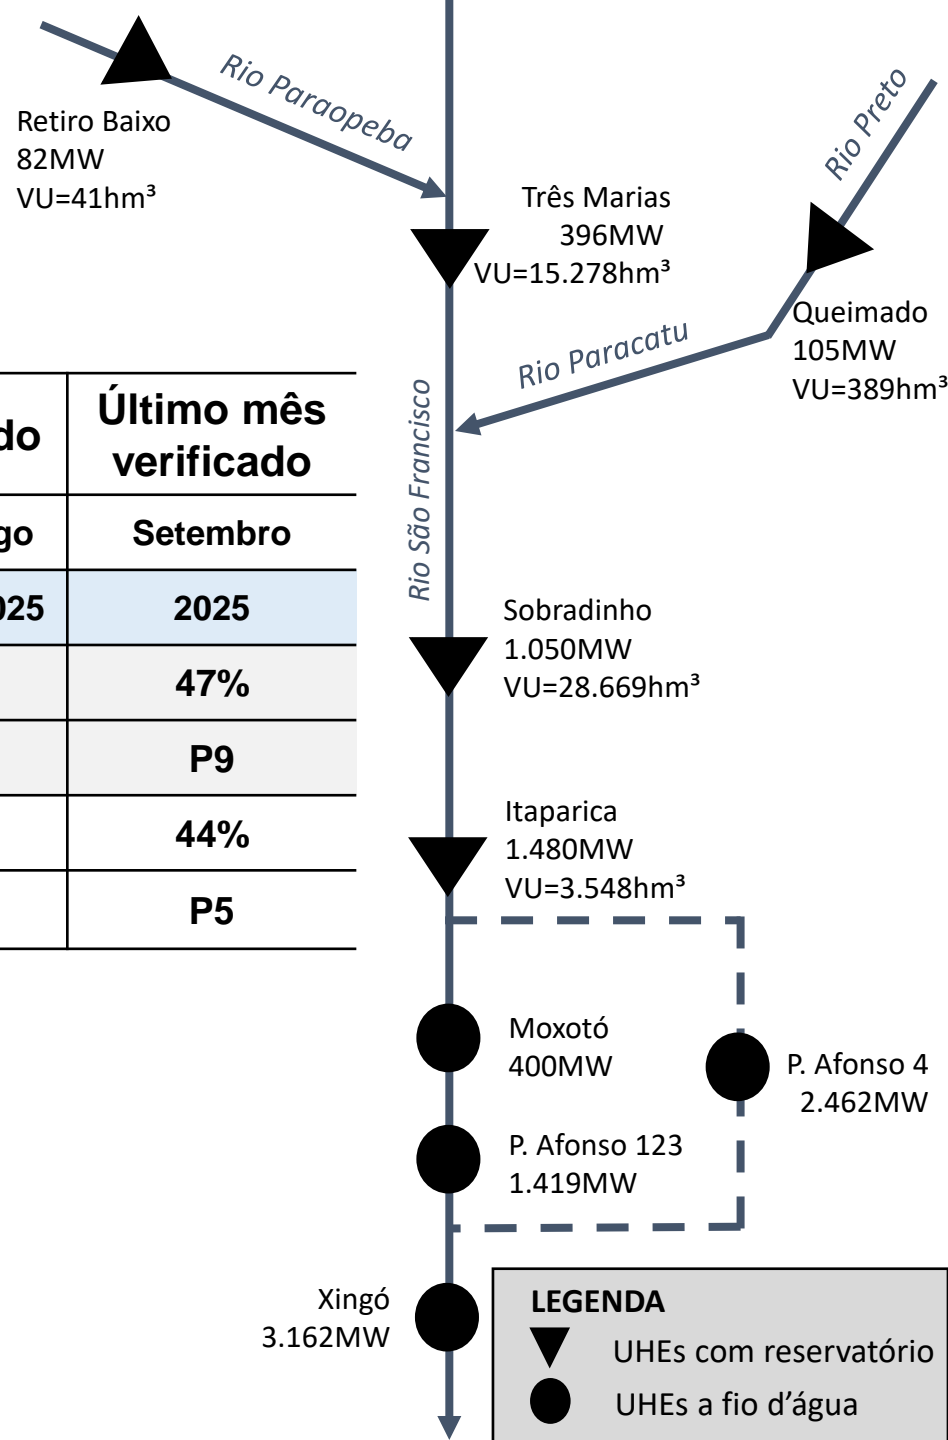 Retiro Baixo
82MW
VU=41hm³
Rio Paraopeba
Rio Preto
Três Marias
396MW
VU=15.278hm³
Queimado
105MW
VU=389hm³
Rio Paracatu
Rio São Francisco
do
Último mês
verificado
go
Setembro
025
2025
47%
P9
44%
P5
Sobradinho
1.050MW
VU=28.669hm³
Itaparica
1.480MW
VU=3.548hm³
Moxotó
400MW
P. Afonso 4
2.462MW
P. Afonso 123
1.419MW
Xingó
3.162MW
LEGENDA
UHEs com reservatório
UHEs a fio d'água